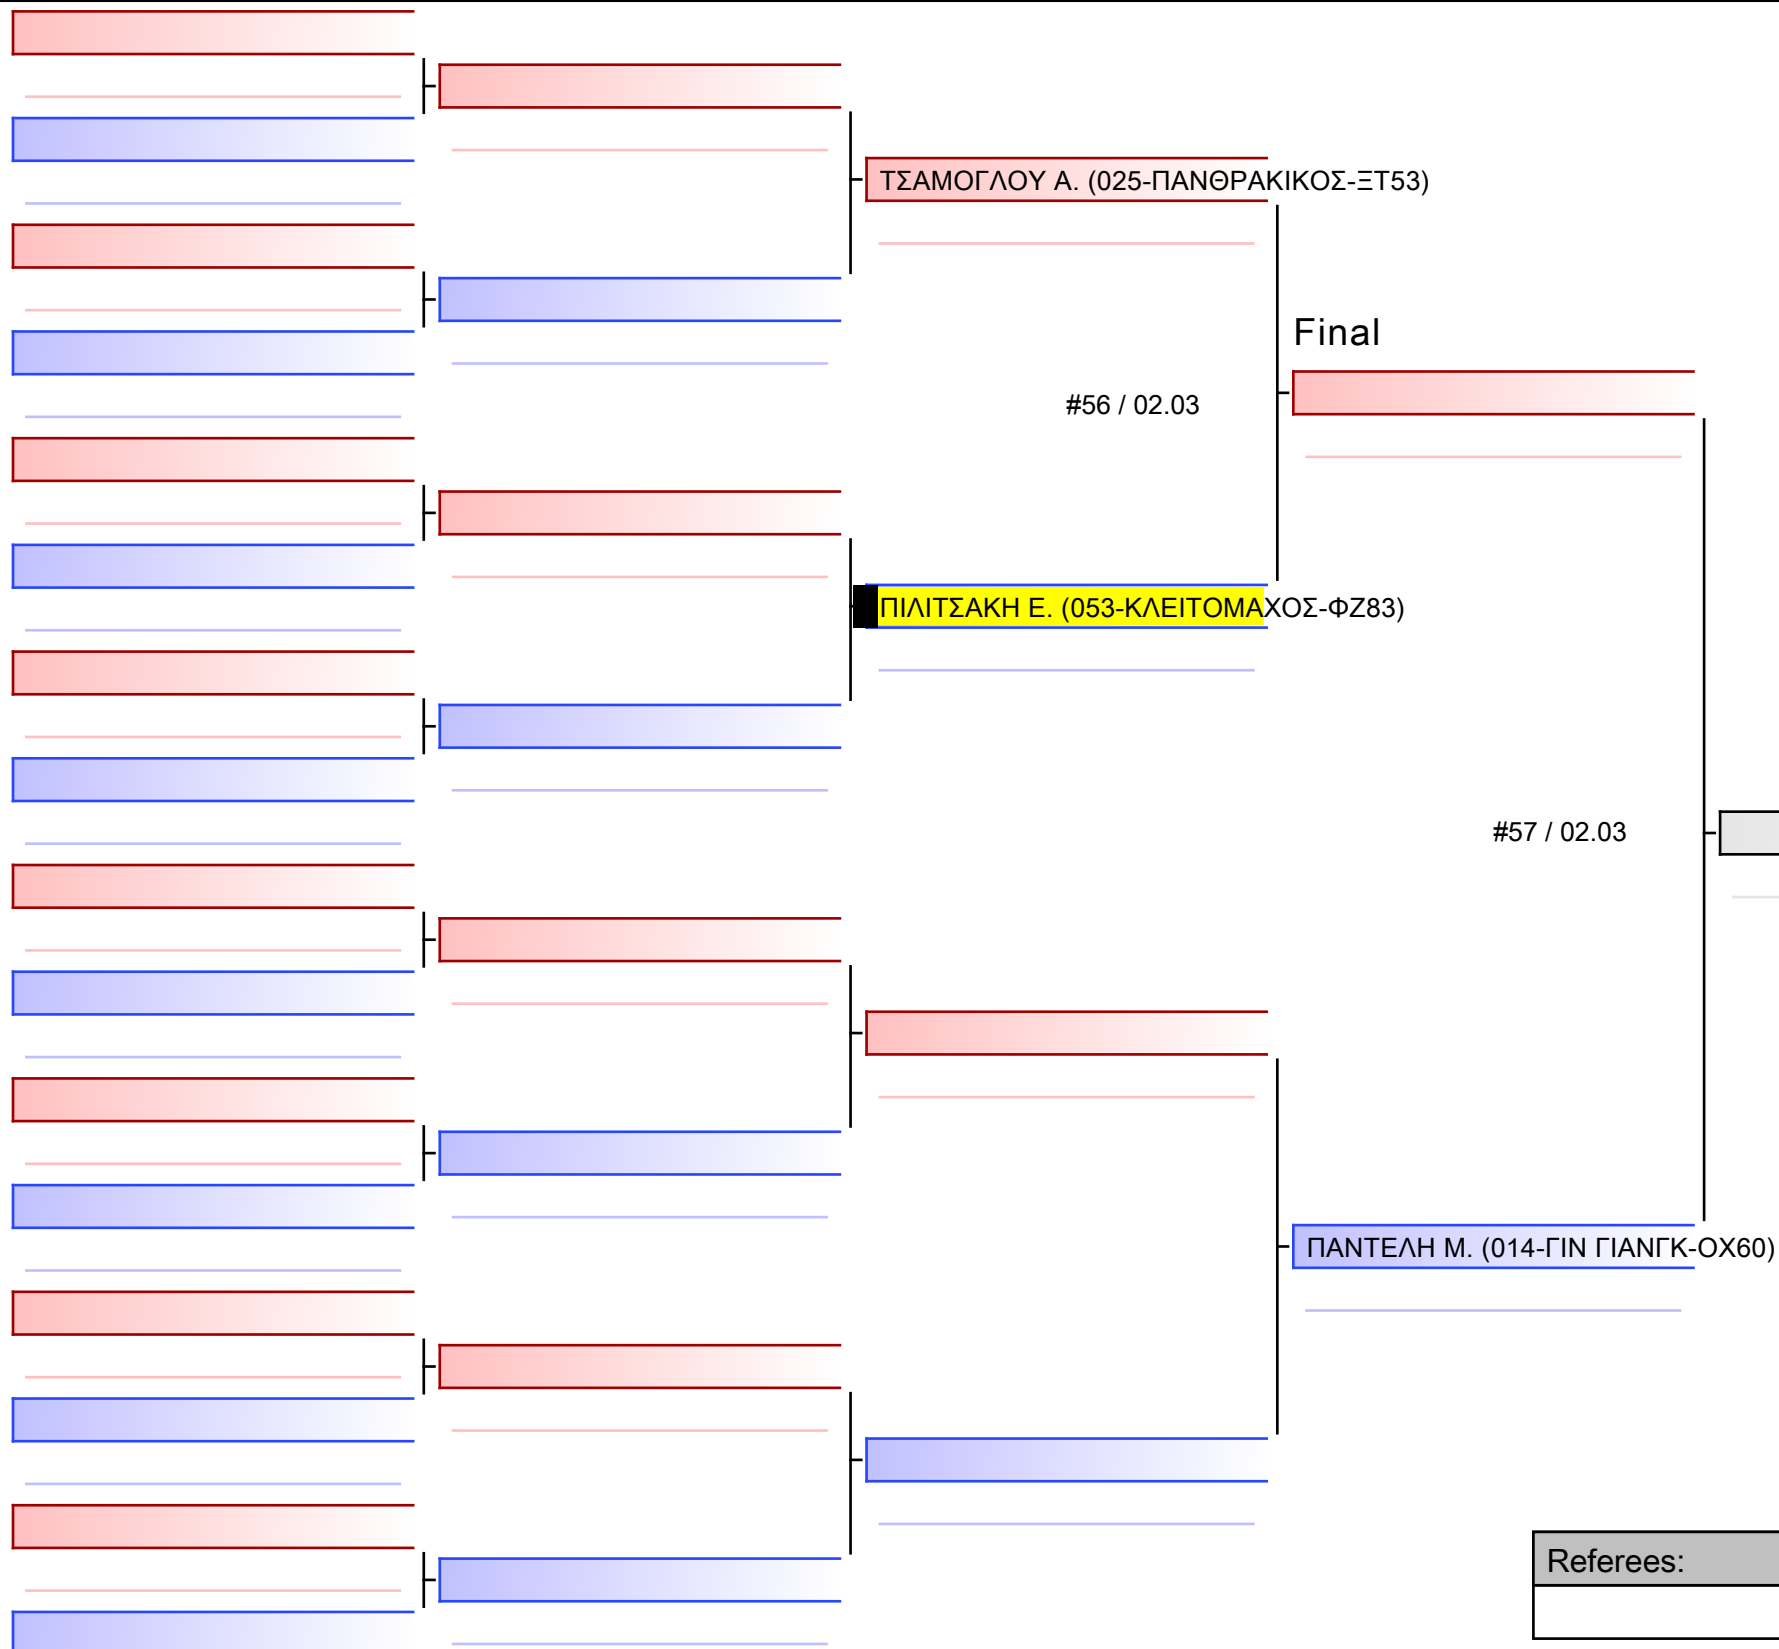 ΤΣΑΜΟΓΛΟΥ Α. (025-ΠΑΝΘΡΑΚΙΚΟΣ-ΞΤ53)
Final
#56 / 02.03
ΠΙΛΙΤΣΑΚΗ Ε. (053-ΚΛΕΙΤΟΜΑΧΟΣ-ΦΖ83)
#57 / 02.03
ΠΑΝΤΕΛΗ Μ. (014-ΓΙΝ ΓΙΑΝΓΚ-ΟΧ60)
Referees: